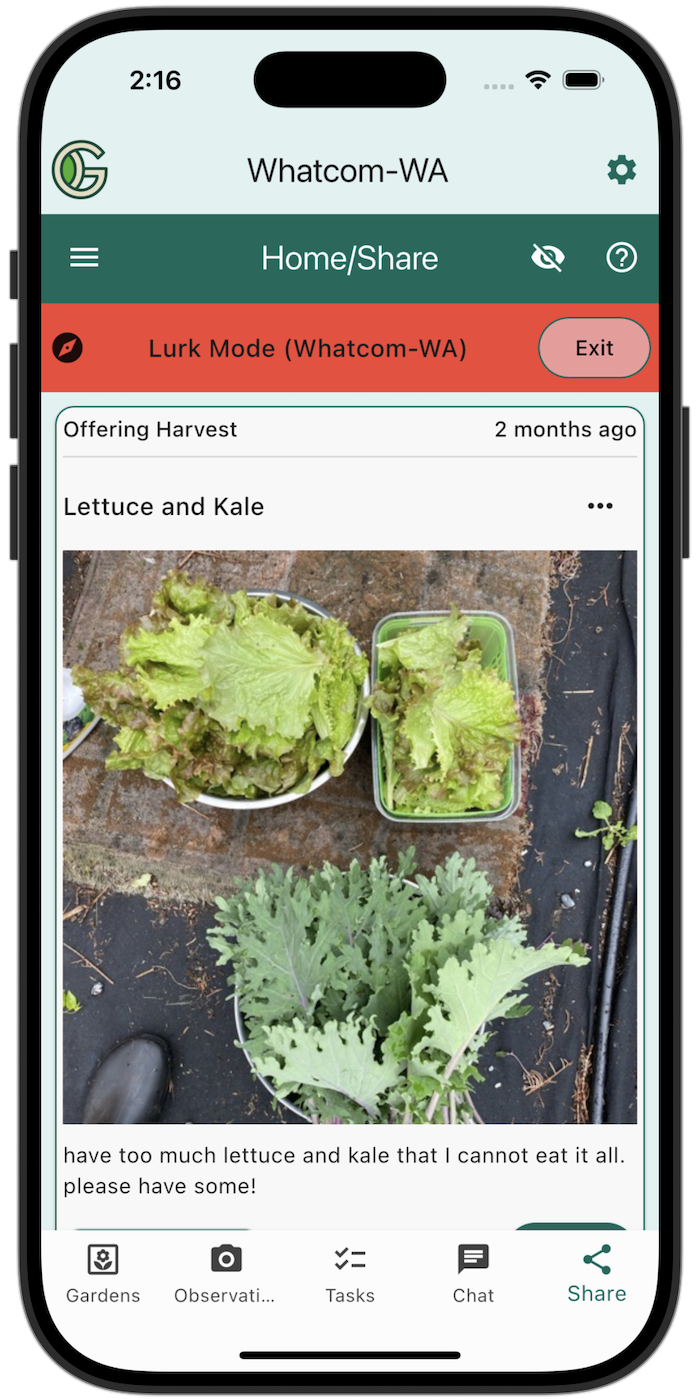 2:16
Whatcom-WA
Home/Share
Lurk Mode (Whatcom-WA)
Exit
Offering Harvest
2 months ago
Lettuce and Kale
have too much lettuce and kale that I cannot eat it all.
please have some!
Gardens
Observati...
Tasks
Chat
Share